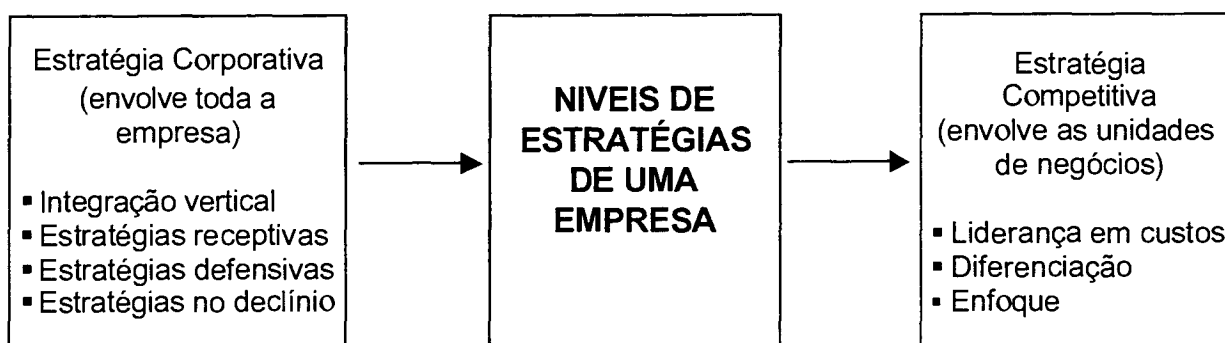 Estratégia Corporativa
(envolve toda a
empresa)
▪ Integração vertical
▪ Estratégias receptivas
▪ Estratégias defensivas
▪ Estratégias no declínio
NIVEIS DE
ESTRATÉGIAS
DE UMA
EMPRESA
Estratégia
Competitiva
(envolve as unidades
de negócios)
▪ Liderança em custos
▪ Diferenciação
▪ Enfoque